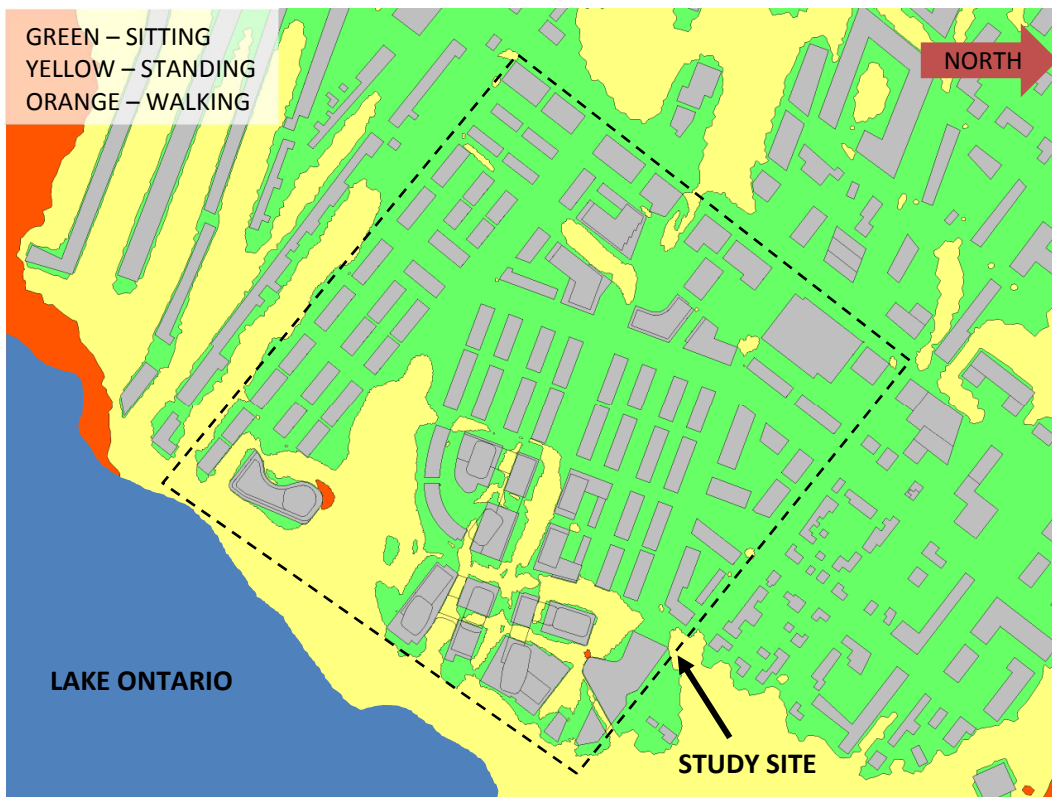 GREEN – SITTING
YELLOW – STANDING
ORANGE – WALKING
NORTH
LAKE ONTARIO
STUDY SITE